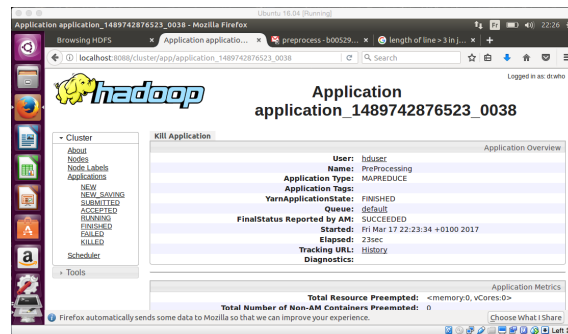 Ubuntu 16.04 [Running]
Application application_1489742876523_0038 - Mozilla Firefox
Fr
22:26
Browsing HDFS
Application applicatio...
preprocess - b00529...
length of line > 3 in j...
localhost:8088/cluster/app/application_1489742876523_0038
Search
Logged in as: dr.who
hadoop
Application
application_1489742876523_0038
Cluster
About
Nodes
Node Labels
Applications
NEW
NEW_SAVING
SUBMITTED
ACCEPTED
RUNNING
FINISHED
FAILED
KILLED
Scheduler
Tools
Kill Application
Application Overview
User: hduser
Name: PreProcessing
Application Type: MAPREDUCE
Application Tags:
YarnApplicationState: FINISHED
Queue: default
FinalStatus Reported by AM: SUCCEEDED
Started: Fri Mar 17 22:23:34 +0100 2017
Elapsed: 23sec
Tracking URL: History
Diagnostics:
Application Metrics
Total Resource Preempted: <memory:0, vCores:0>
Total Number of Non-AM Containers Preempted: 0
Firefox automatically sends some data to Mozilla so that we can improve your experience.
Choose What I Share